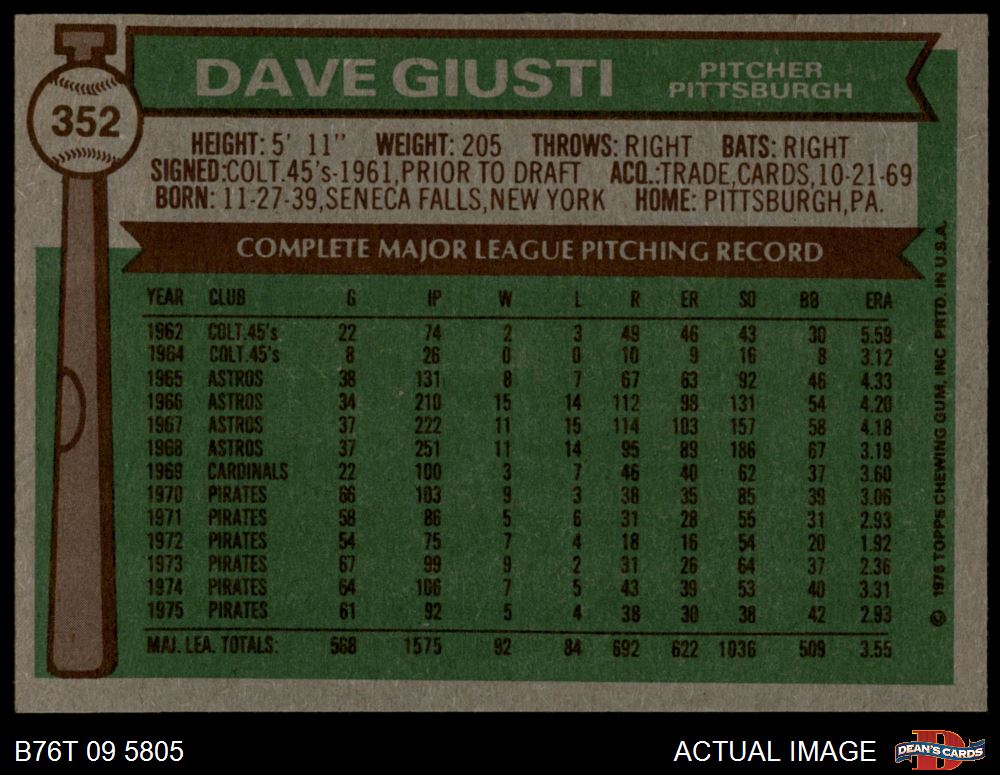 352
DAVE GIUSTI
PITCHER
PITTSBURGH
HEIGHT: 5' 11" WEIGHT: 205 THROWS: RIGHT BATS: RIGHT
SIGNED:COLT.45's-1961,PRIOR TO DRAFT ACQ.:TRADE,CARDS,10-21-69
BORN: 11-27-39,SENECA FALLS,NEW YORK HOME: PITTSBURGH,PA.
COMPLETE MAJOR LEAGUE PITCHING RECORD
YEAR CLUB G IP W L R ER SO BB ERA
1962 COLT.45's 22 74 2 3 49 46 43 30 5.59
1964 COLT.45's 8 26 0 0 10 9 16 8 3.12
1965 ASTROS 38 131 8 7 67 63 92 46 4.33
1966 ASTROS 34 210 15 14 112 98 131 54 4.20
1967 ASTROS 37 222 11 15 114 103 157 58 4.18
1968 ASTROS 37 251 11 14 95 89 186 67 3.19
1969 CARDINALS 22 100 3 7 46 40 62 37 3.60
1970 PIRATES 66 103 9 3 38 35 85 39 3.06
1971 PIRATES 58 86 5 6 31 28 55 31 2.93
1972 PIRATES 54 75 7 4 18 16 54 20 1.92
1973 PIRATES 67 99 9 2 31 26 64 37 2.36
1974 PIRATES 64 106 7 5 43 39 53 40 3.31
1975 PIRATES 61 92 5 4 38 30 38 42 2.93
MAJ. LEA. TOTALS: 568 1575 92 84 692 622 1036 509 3.55
© 1976 TOPPS CHEWING GUM, INC PRTD. IN U.S.A.
B76T 09 5805
ACTUAL IMAGE
DEAN'S CARDS